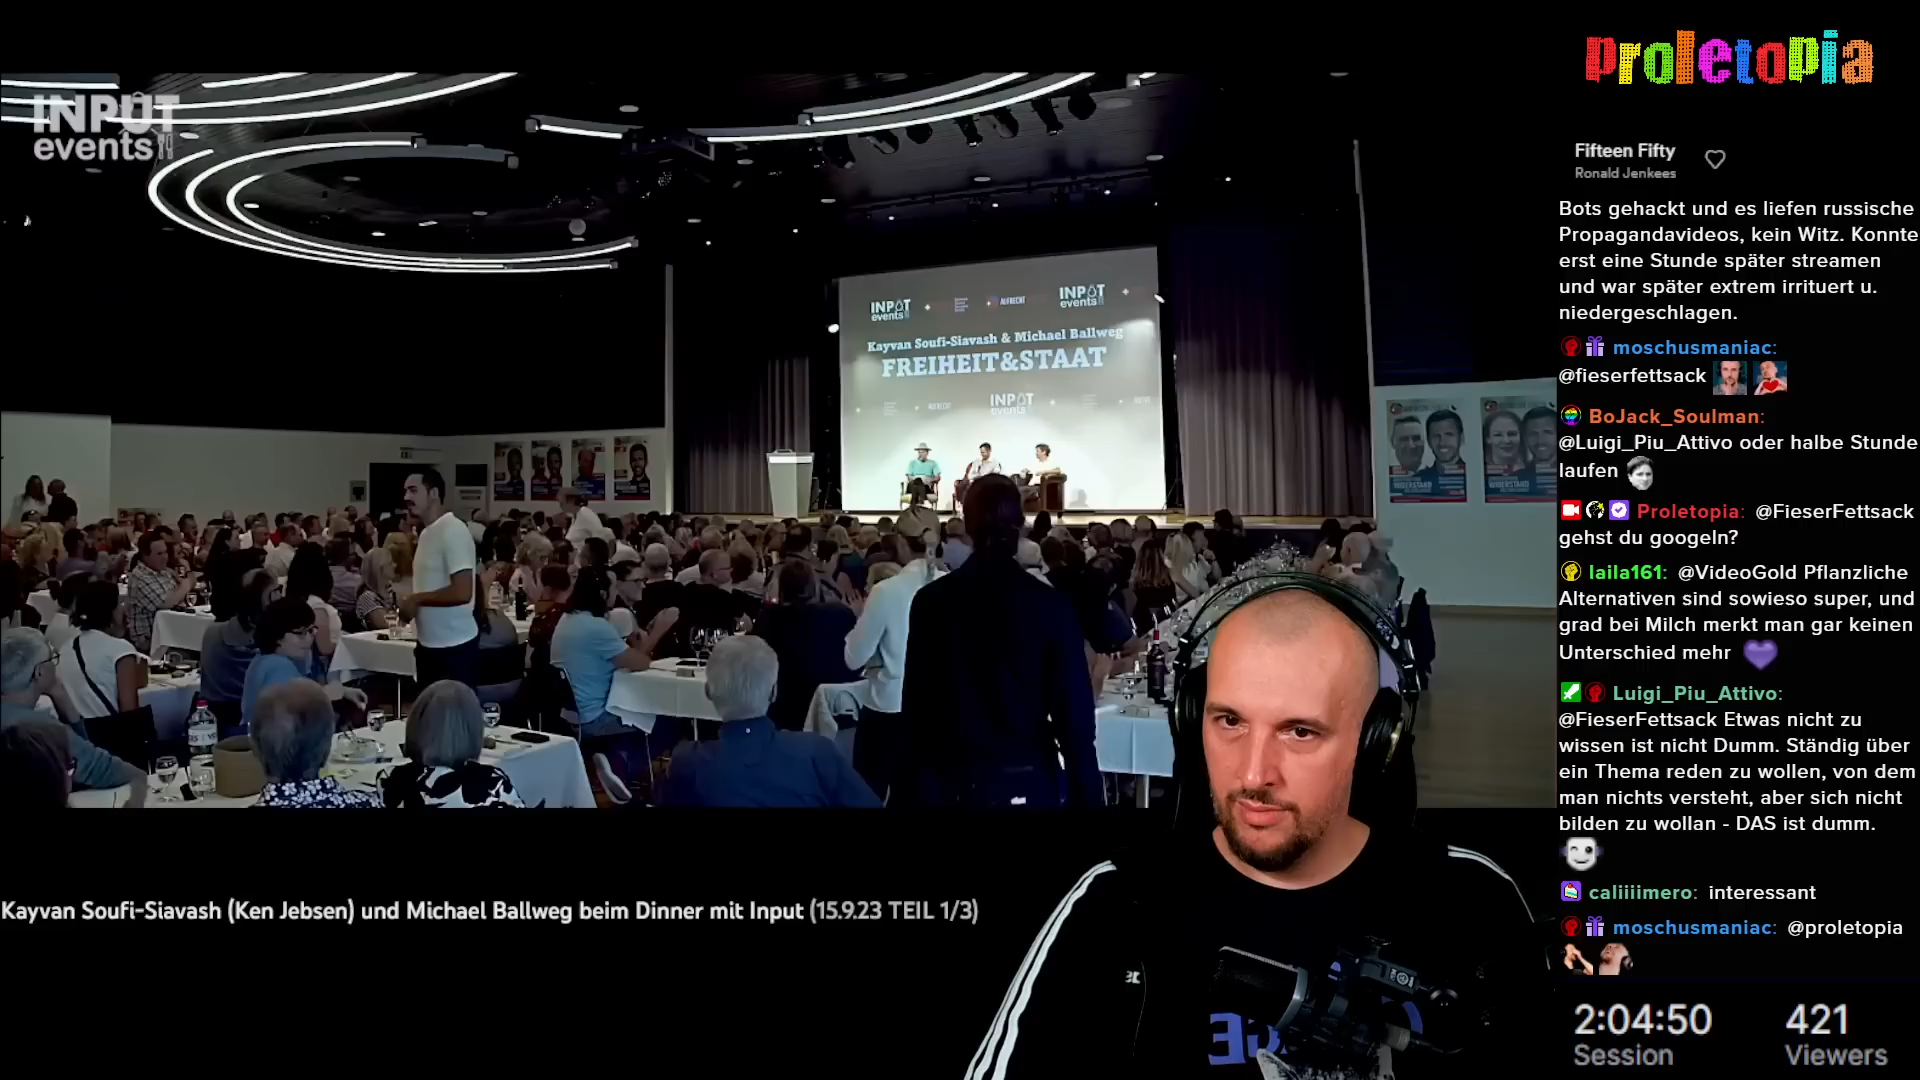 INPUT
events
INPUT
events
AUFRECHT
INPUT
events
Kayvan Soufi-Siavash & Michael Ballweg
FREIHEIT&STAAT
INPUT
events
WIDERSTAND
WIDERSTAND
Kayvan Soufi-Siavash (Ken Jebsen) und Michael Ballweg beim Dinner mit Input (15.9.23 TEIL 1/3)
Proletopia
Fifteen Fifty
Ronald Jenkees
Bots gehackt und es liefen russische
Propagandavideos, kein Witz. Konnte
erst eine Stunde später streamen
und war später extrem irrituert u.
niedergeschlagen.
moschusmaniac:
@fieserfettsack
BoJack_Soulman:
@Luigi_Piu_Attivo oder halbe Stunde
laufen
Proletopia: @FieserFettsack
gehst du googeln?
laila161: @VideoGold Pflanzliche
Alternativen sind sowieso super, und
grad bei Milch merkt man gar keinen
Unterschied mehr
Luigi_Piu_Attivo:
@FieserFettsack Etwas nicht zu
wissen ist nicht Dumm. Ständig über
ein Thema reden zu wollen, von dem
man nichts versteht, aber sich nicht
bilden zu wollan - DAS ist dumm.
caliiiimero: interessant
moschusmaniac: @proletopia
2:04:50
Session
421
Viewers